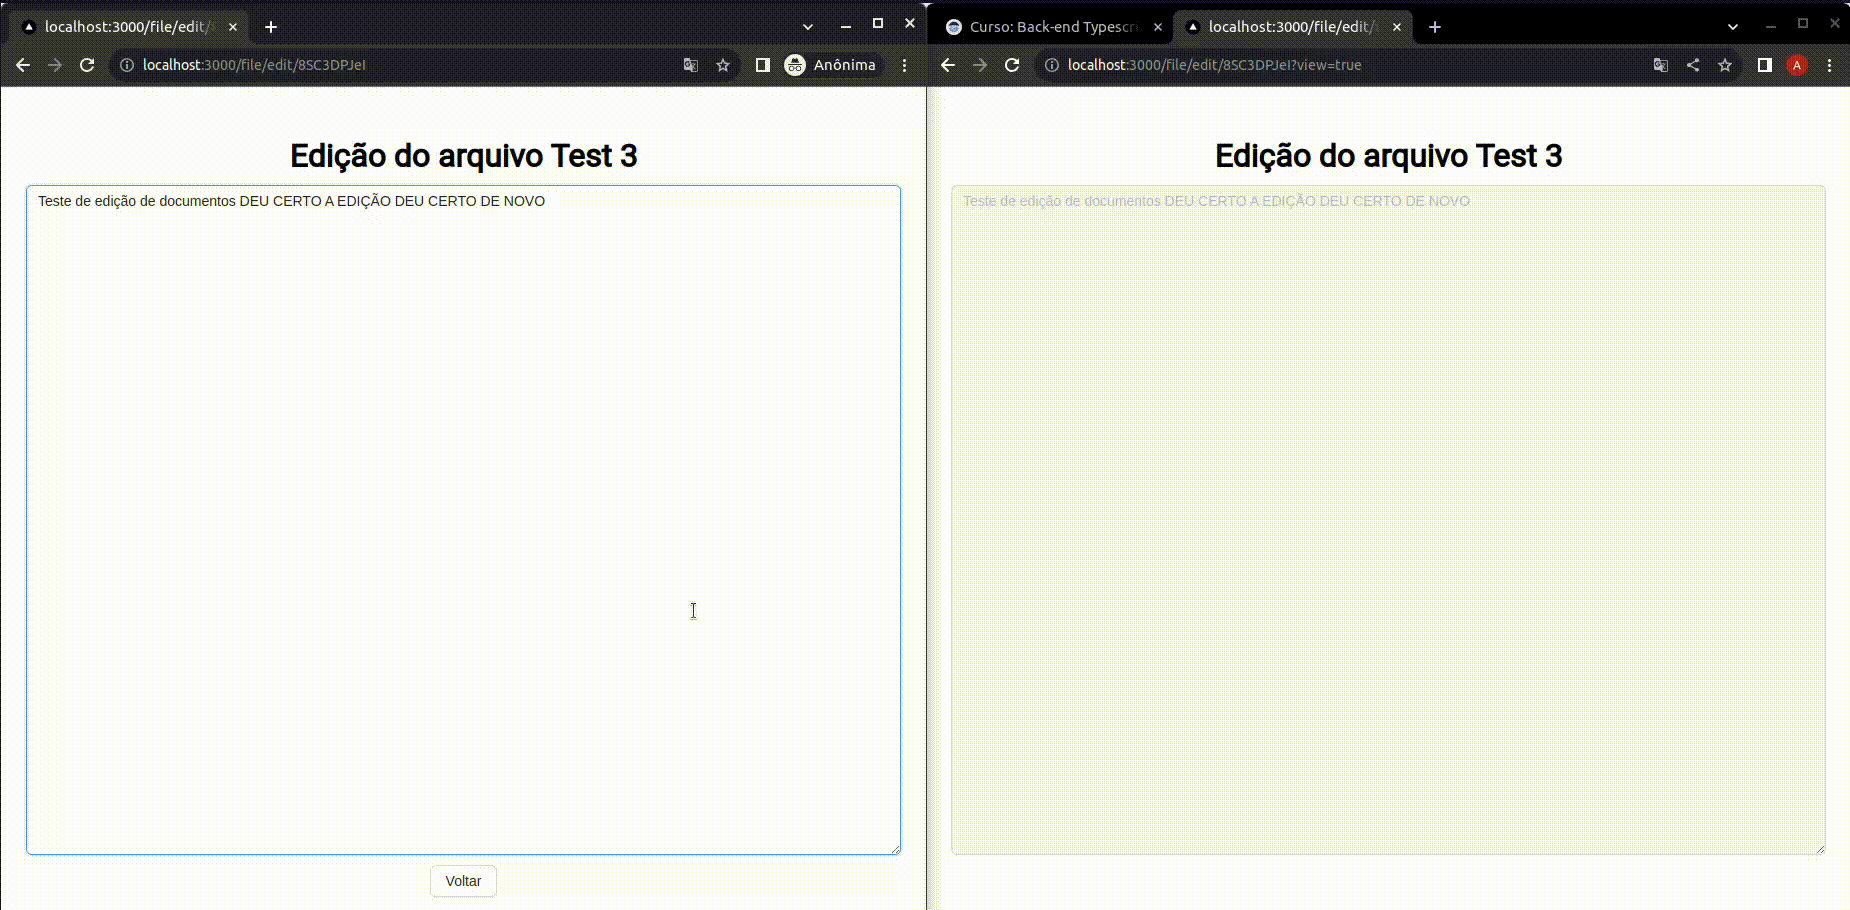 localhost:3000/file/edit/
localhost:3000/file/edit/8SC3DPJeI
Anônima
Edição do arquivo Test 3
Teste de edição de documentos DEU CERTO A EDIÇÃO DEU CERTO DE NOVO
Voltar
Curso: Back-end Typescri
localhost:3000/file/edit/
localhost:3000/file/edit/8SC3DPJeI?view=true
A
Edição do arquivo Test 3
Teste de edição de documentos DEU CERTO A EDIÇÃO DEU CERTO DE NOVO